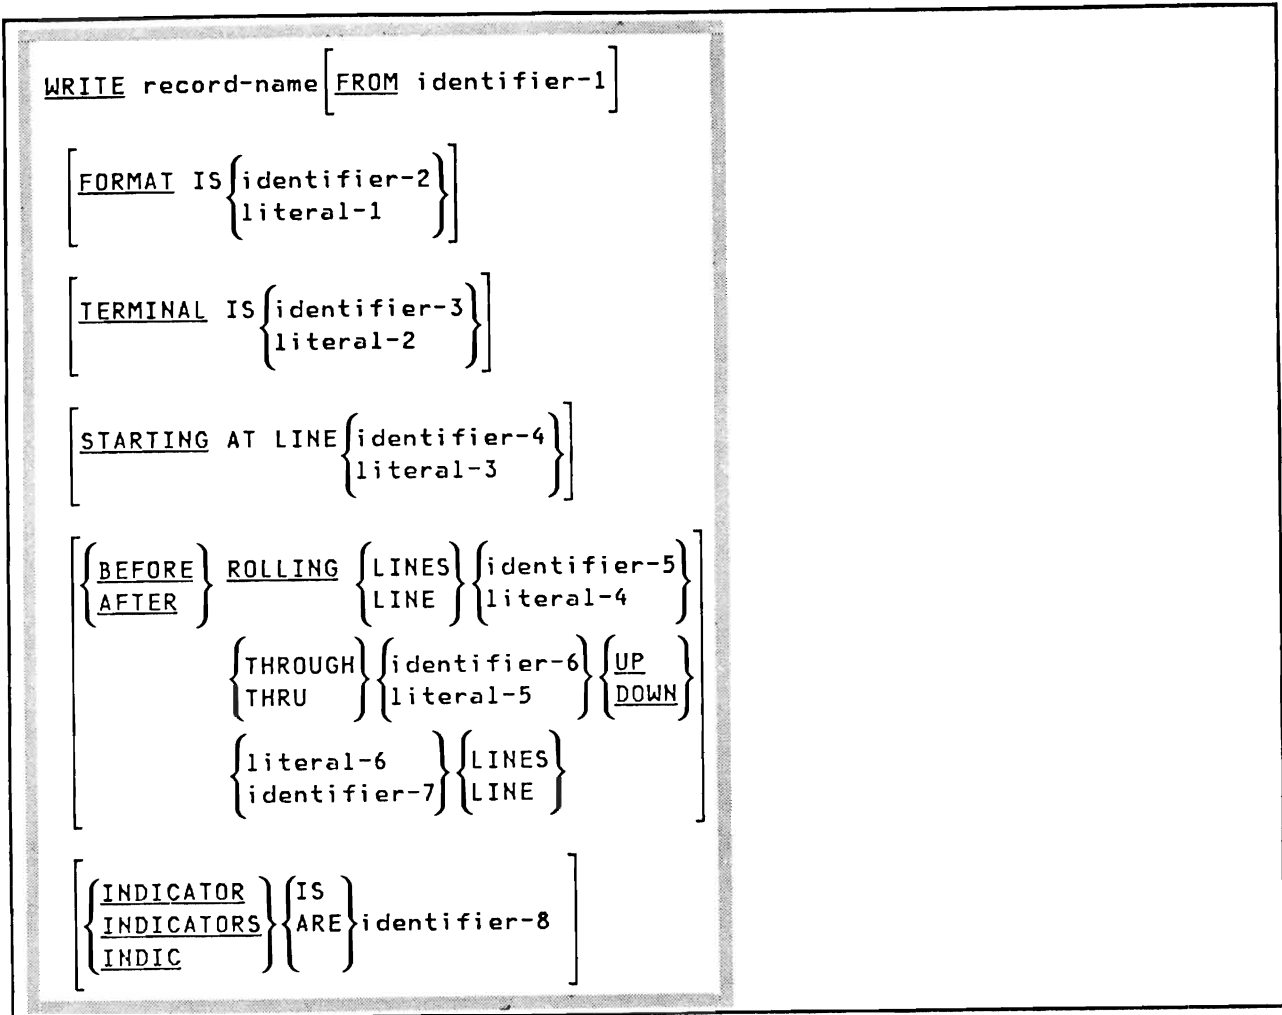 WRITE record-name [FROM identifier-1]
[FORMAT IS {identifier-2
literal-1}]
[TERMINAL IS {identifier-3
literal-2}]
[STARTING AT LINE {identifier-4
literal-3}]
[{BEFORE} ROLLING {LINES} {identifier-5}
{AFTER} {LINE} {literal-4}
{THROUGH} {identifier-6} {UP}
{THRU} {literal-5} {DOWN}
{literal-6} {LINES}
{identifier-7} {LINE}]
[{INDICATOR} {IS}
{INDICATORS} {ARE} identifier-8
{INDIC}]